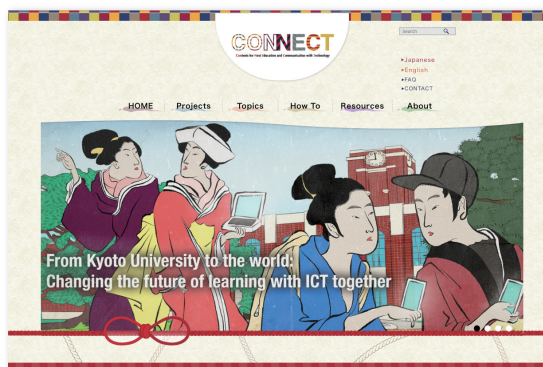 CONNECT
Contents for Next Education and Communication with Technology
Search
Japanese
English
FAQ
CONTACT
HOME Projects Topics How To Resources About
From Kyoto University to the world:
Changing the future of learning with ICT together